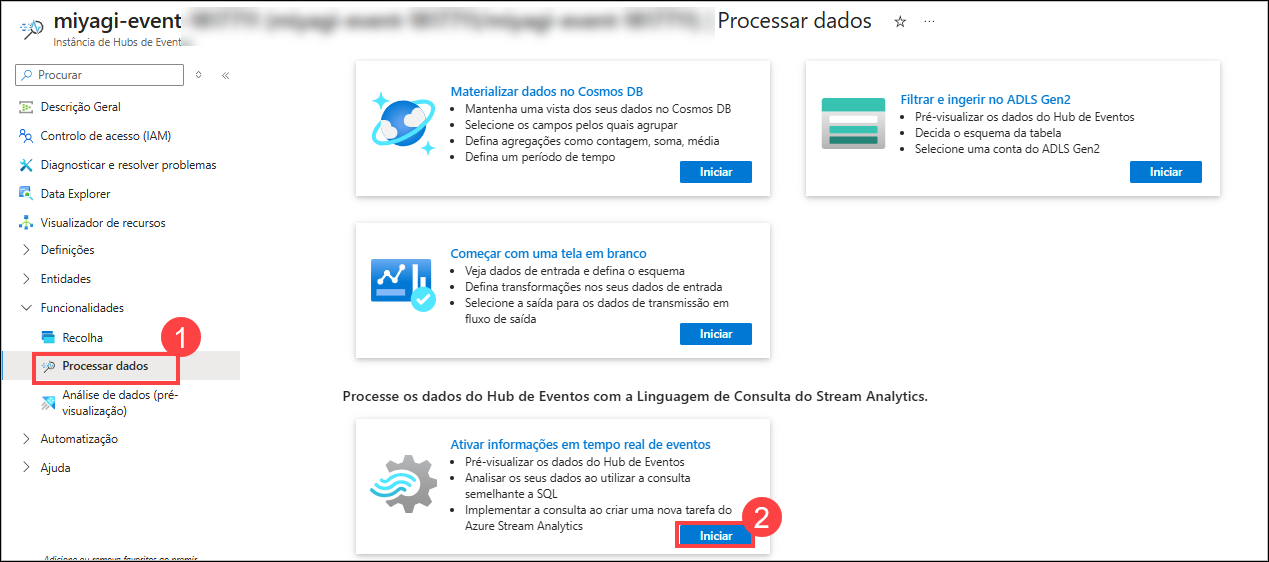 miyagi-event
Processar dados
Instância de Hubs de Event
Procurar
Descrição Geral
Controlo de acesso (IAM)
Diagnosticar e resolver problemas
Data Explorer
Visualizador de recursos
Definições
Entidades
Funcionalidades
Recolha
1
Processar dados
Análise de dados (pré-
visualização)
Automatização
Ajuda
Adicione ou remova favoritos ao premir
Materializar dados no Cosmos DB
• Mantenha uma vista dos seus dados no Cosmos DB
• Selecione os campos pelos quais agrupar
• Defina agregações como contagem, soma, média
• Defina um período de tempo
Iniciar
Filtrar e ingerir no ADLS Gen2
• Pré-visualizar os dados do Hub de Eventos
• Decida o esquema da tabela
• Selecione uma conta do ADLS Gen2
Iniciar
Começar com uma tela em branco
• Veja dados de entrada e defina o esquema
• Defina transformações nos seus dados de entrada
• Selecione a saída para os dados de transmissão em
fluxo de saída
Iniciar
Processe os dados do Hub de Eventos com a Linguagem de Consulta do Stream Analytics.
Ativar informações em tempo real de eventos
• Pré-visualizar os dados do Hub de Eventos
• Analisar os seus dados ao utilizar a consulta
semelhante a SQL
• Implementar a consulta ao criar uma nova tarefa do
Azure Stream Analytics
2
Iniciar